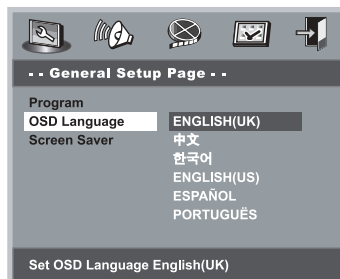 - - General Setup Page - -
Program
OSD Language ENGLISH(UK)
Screen Saver 中文
한국어
ENGLISH(US)
ESPAÑOL
PORTUGUËS
Set OSD Language English(UK)